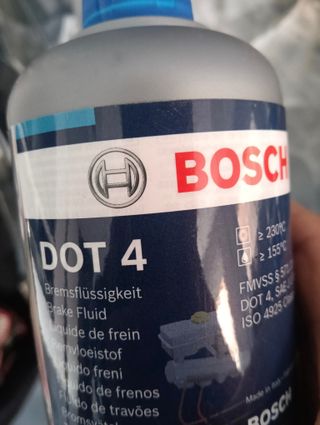 BOSCH
DOT 4
≥ 230°C
≥ 155°C
Bremsflüssigkeit
Brake Fluid
Liquide de frein
Remvloeistof
Liquido freni
Líquido de frenos
Fluido de travões
FMVSS §
DOT 4, SAE
ISO 4925
Made in Italy
BOSCH